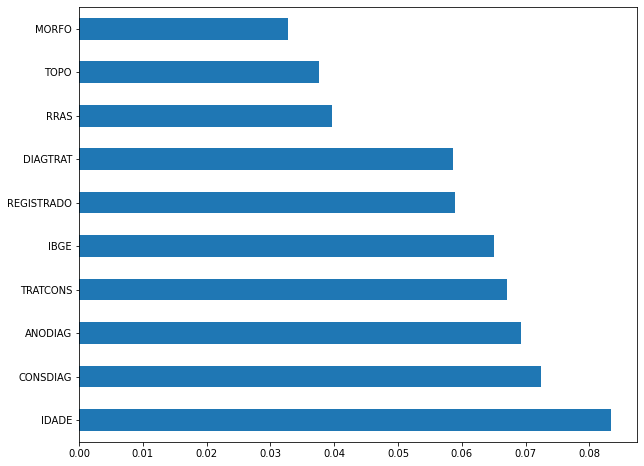 MORFO
TOPO
RRAS
DIAGTRAT
REGISTRADO
IBGE
TRATCONS
ANODIAG
CONSDIAG
IDADE
0.00 0.01 0.02 0.03 0.04 0.05 0.06 0.07 0.08